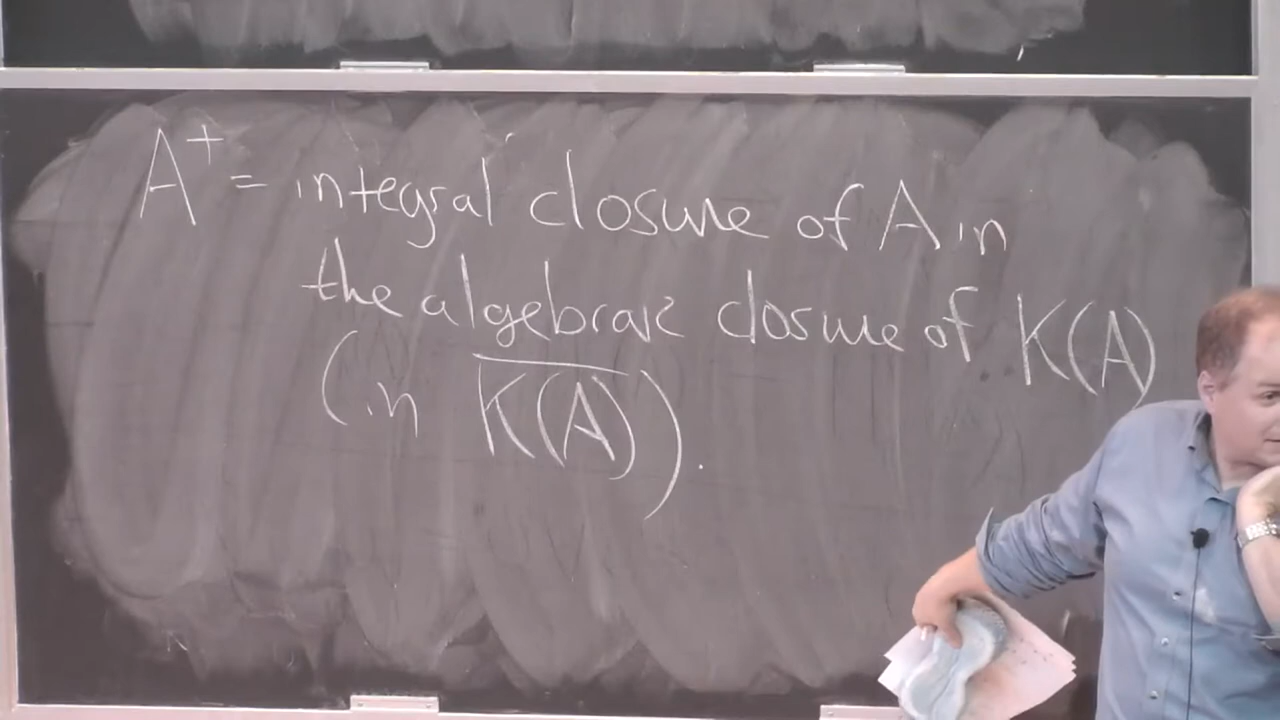 A⁺ = integral closure of A in
the algebraic closure of K(A)
(in \overline{K(A)}).